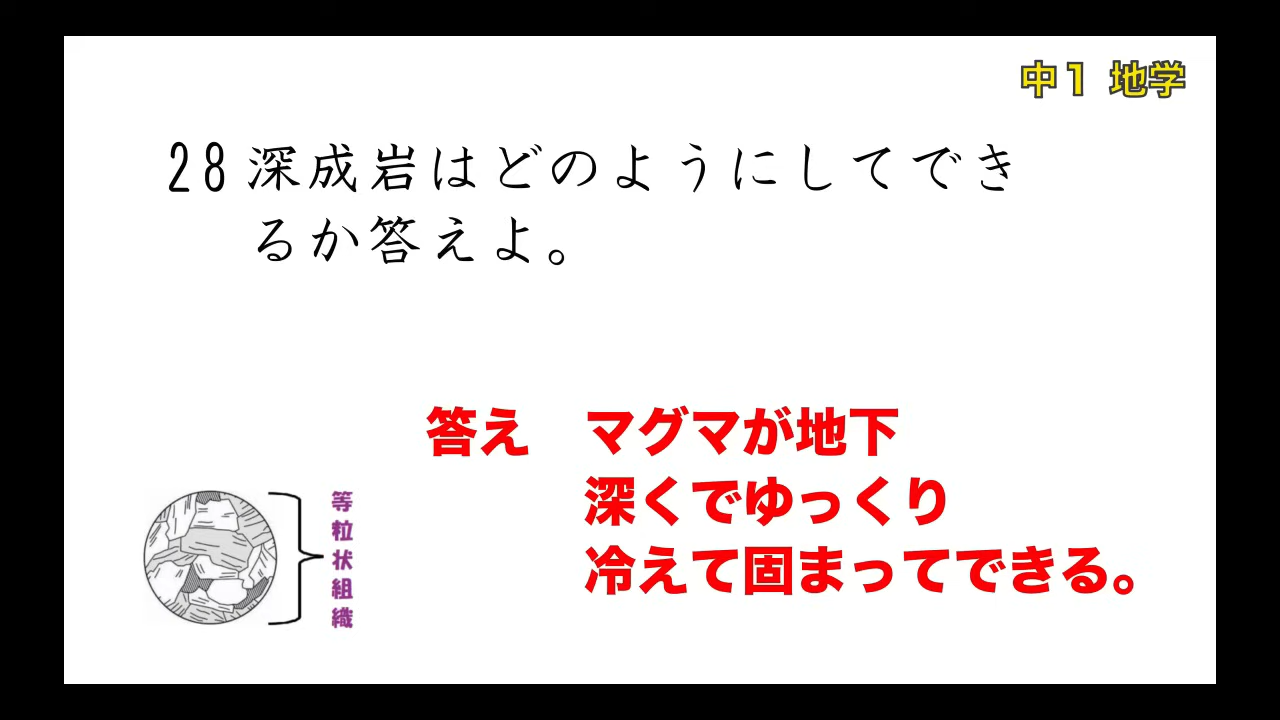 中1 地学
28深成岩はどのようにしてでき
るか答えよ。
答え マグマが地下
深くでゆっくり
冷えて固まってできる。
等粒状組織